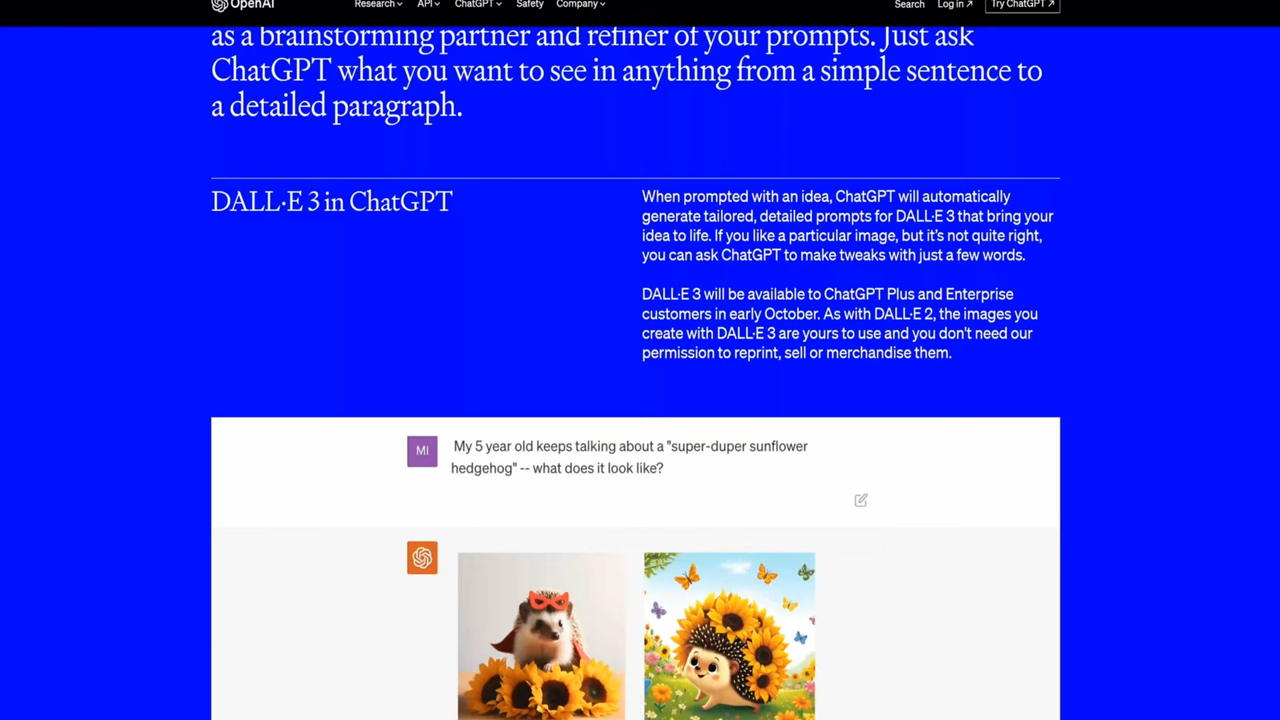 OpenAI
Research
API
ChatGPT
Safety
Company
Search
Log in ↗
Try ChatGPT ↗
as a brainstorming partner and refiner of your prompts. Just ask
ChatGPT what you want to see in anything from a simple sentence to
a detailed paragraph.
DALL·E 3 in ChatGPT
When prompted with an idea, ChatGPT will automatically
generate tailored, detailed prompts for DALL·E 3 that bring your
idea to life. If you like a particular image, but it’s not quite right,
you can ask ChatGPT to make tweaks with just a few words.
DALL·E 3 will be available to ChatGPT Plus and Enterprise
customers in early October. As with DALL·E 2, the images you
create with DALL·E 3 are yours to use and you don't need our
permission to reprint, sell or merchandise them.
MI
My 5 year old keeps talking about a "super-duper sunflower
hedgehog" -- what does it look like?